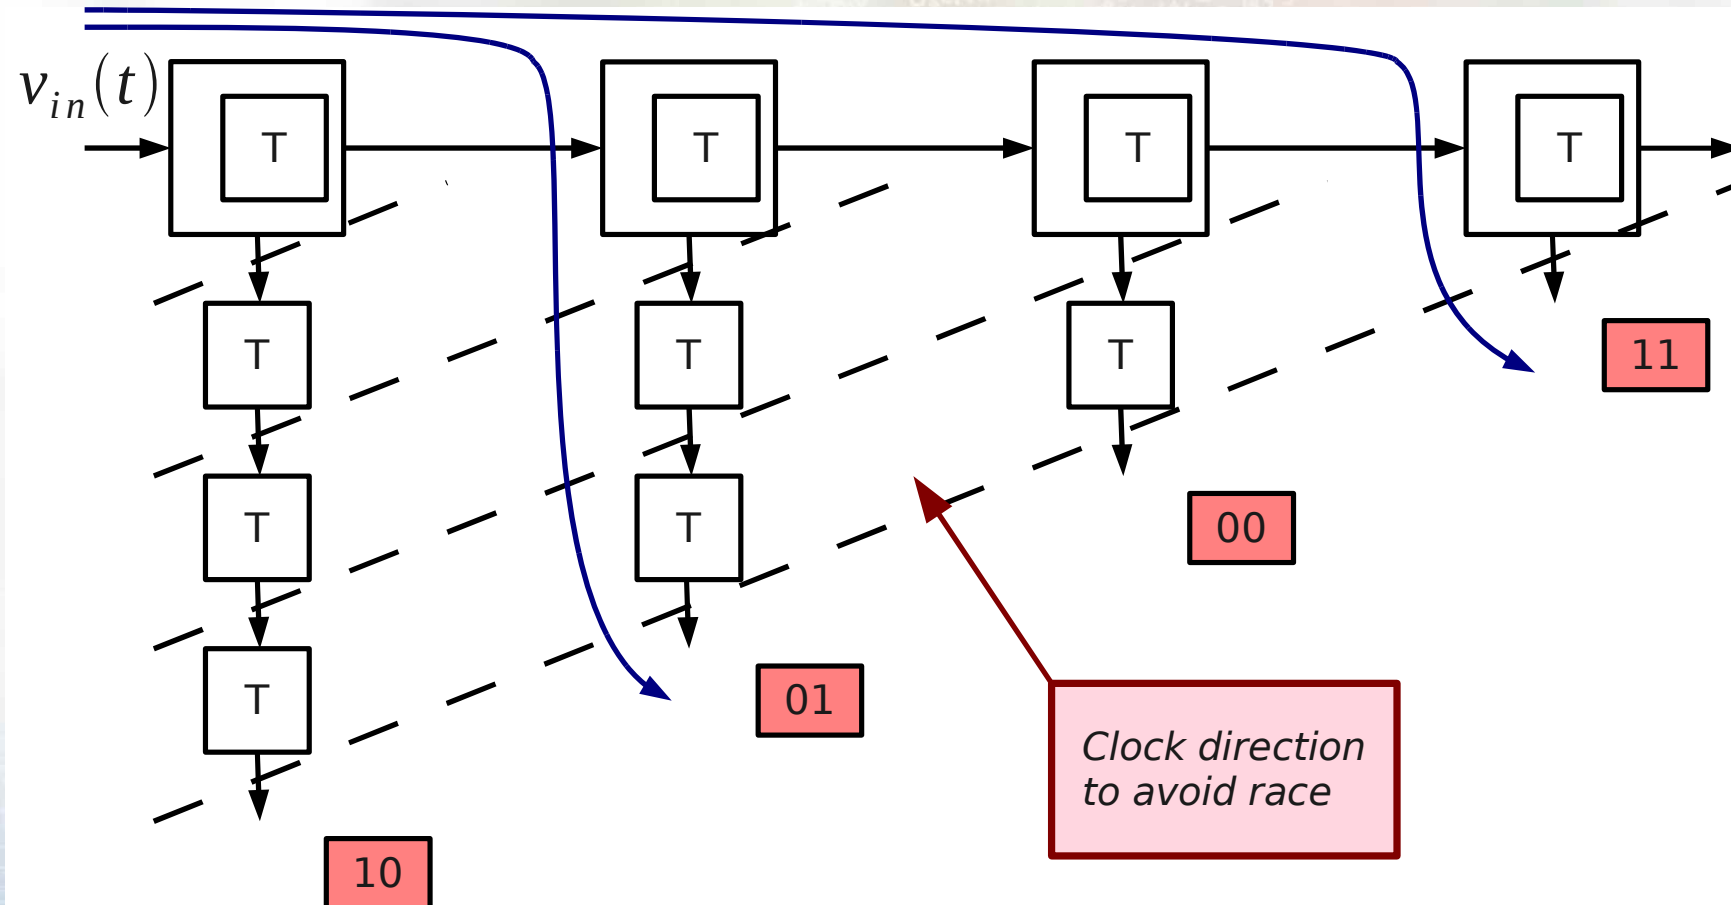 v_in(t)
T T T T
T T T
11
T T
00
T
01
Clock direction
to avoid race
10